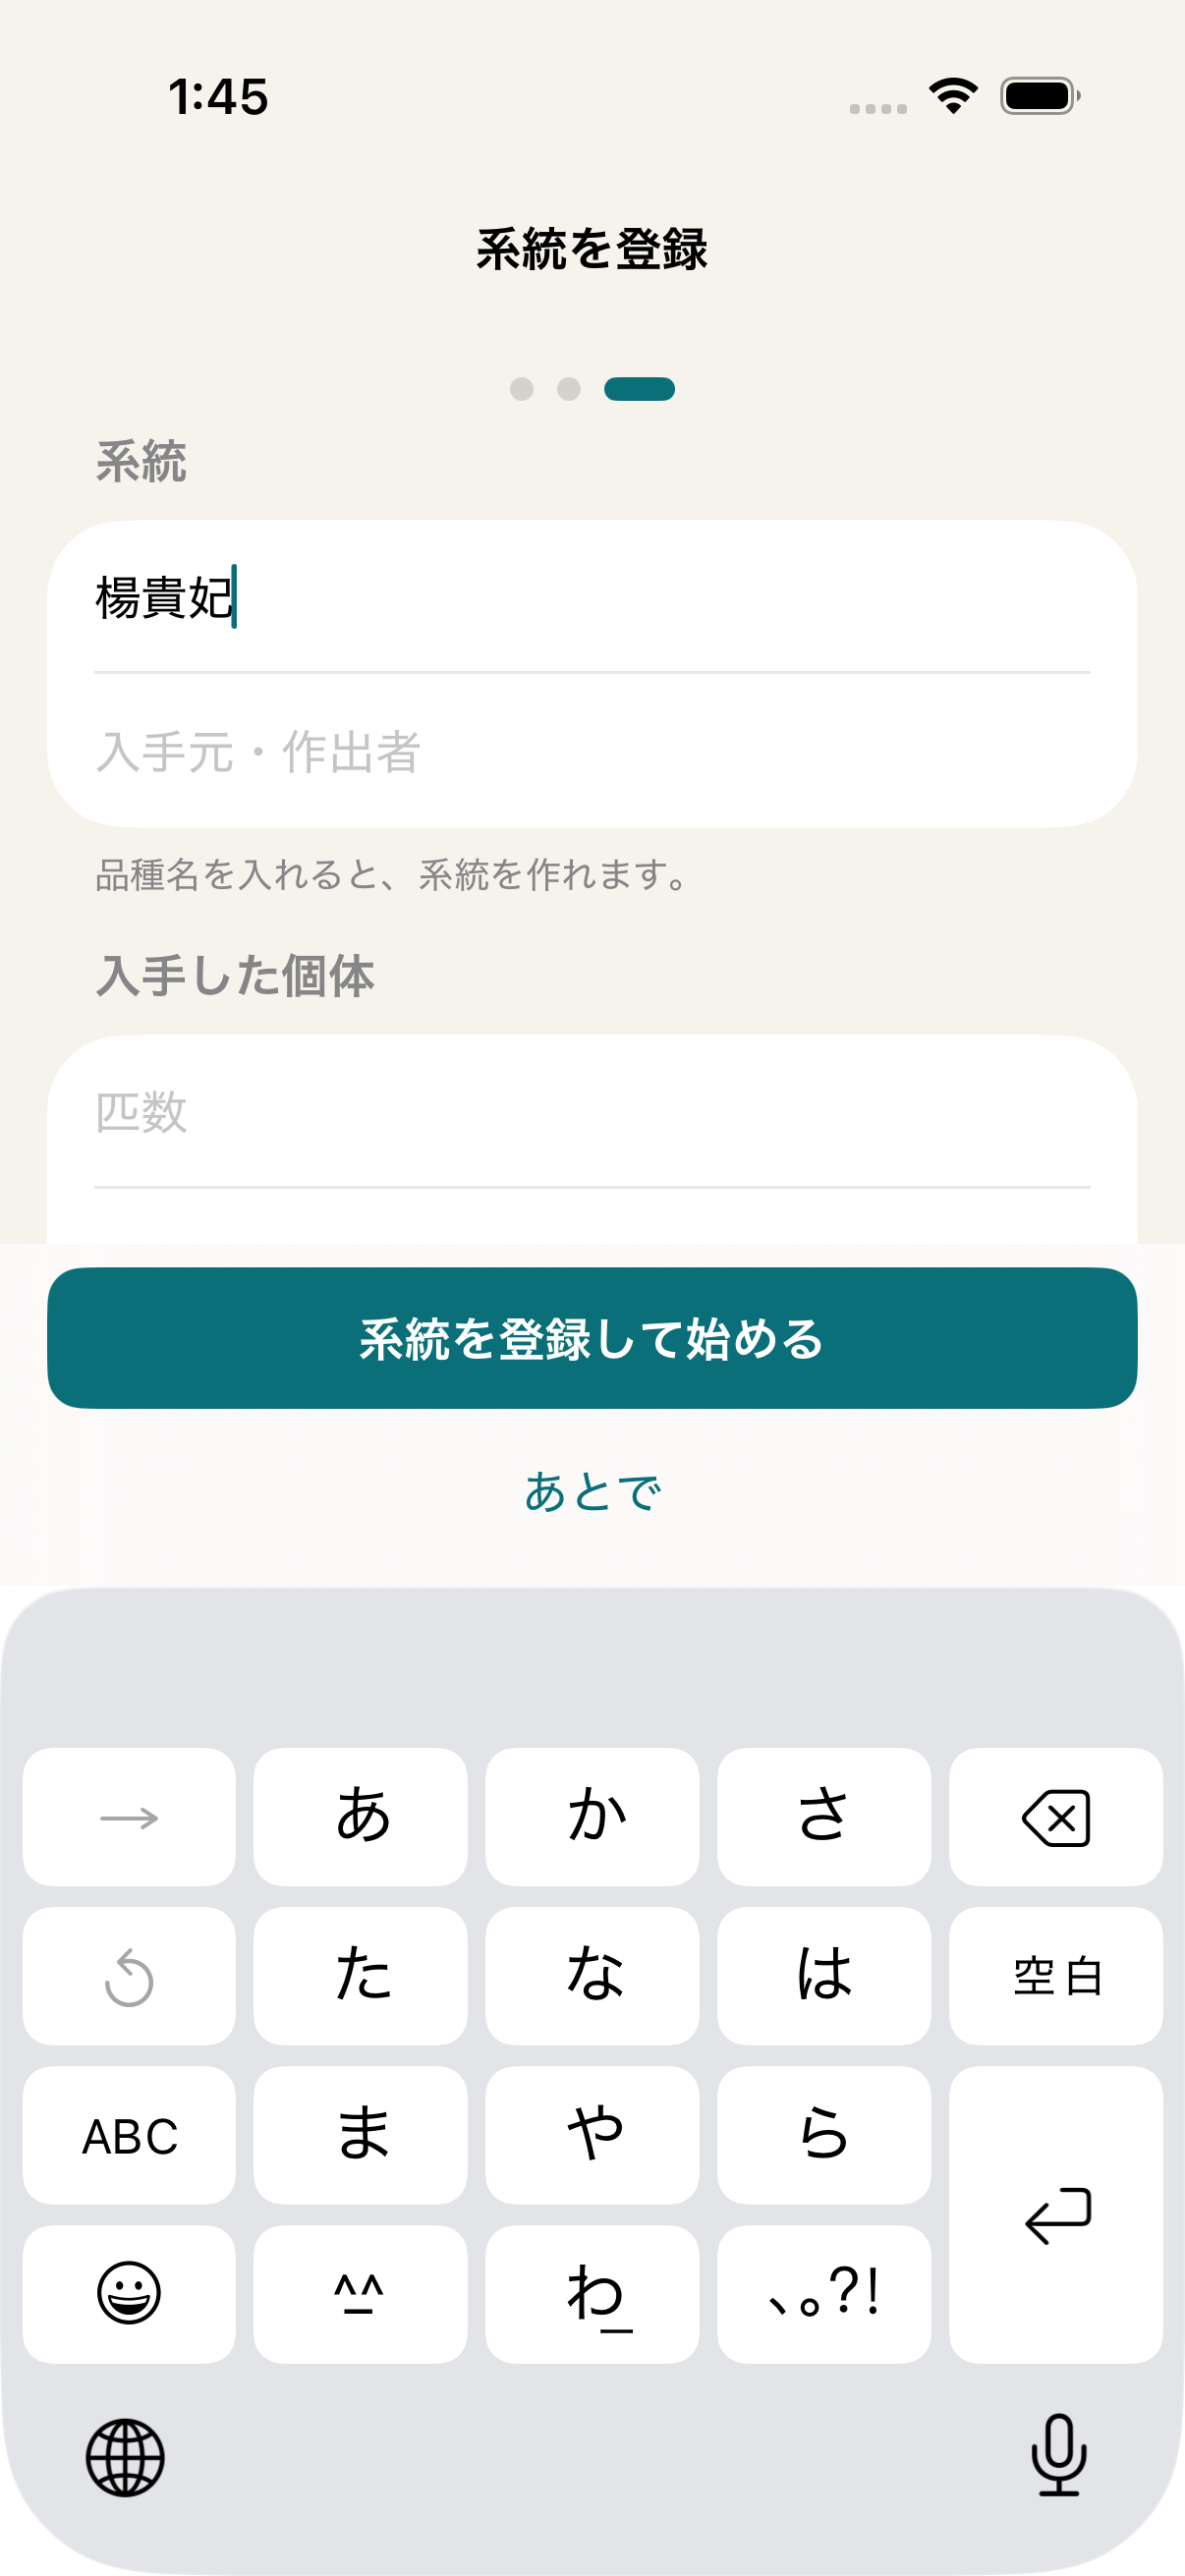 1:45
系統を登録
系統
楊貴妃
入手元・作出者
品種名を入れると、系統を作れます。
入手した個体
匹数
系統を登録して始める
あとで
→ あ か さ
た な は 空白
ABC ま や ら
^_^ わ_ 、。?!